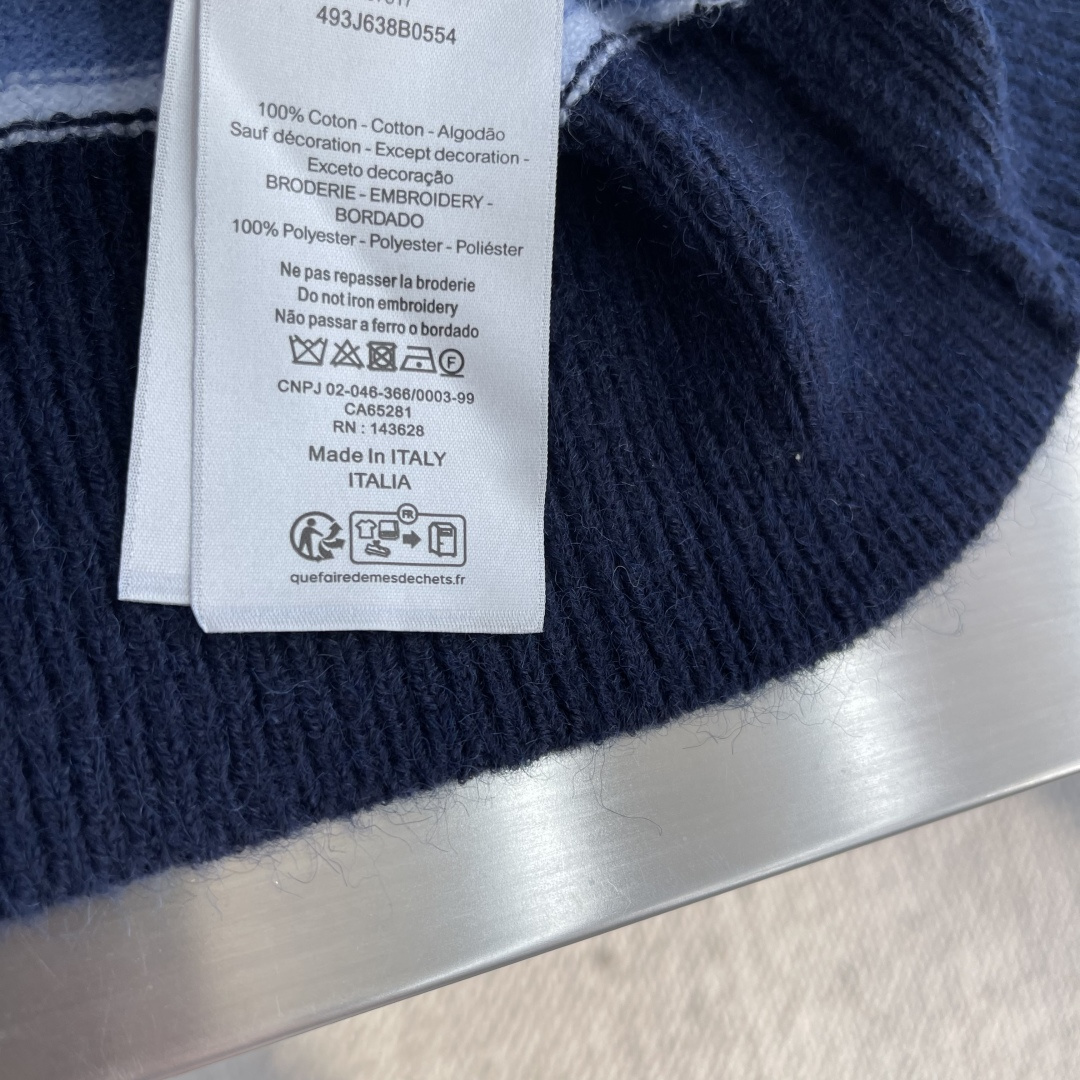 493J638B0554
100% Coton - Cotton - Algodão
Sauf décoration - Except decoration -
Exceto decoração
BRODERIE - EMBROIDERY -
BORDADO
100% Polyester - Polyester - Poliéster
Ne pas repasser la broderie
Do not iron embroidery
Não passar a ferro o bordado
F
CNPJ 02-046-366/0003-99
CA65281
RN : 143628
Made In ITALY
ITALIA
FR
quefairedemesdechets.fr